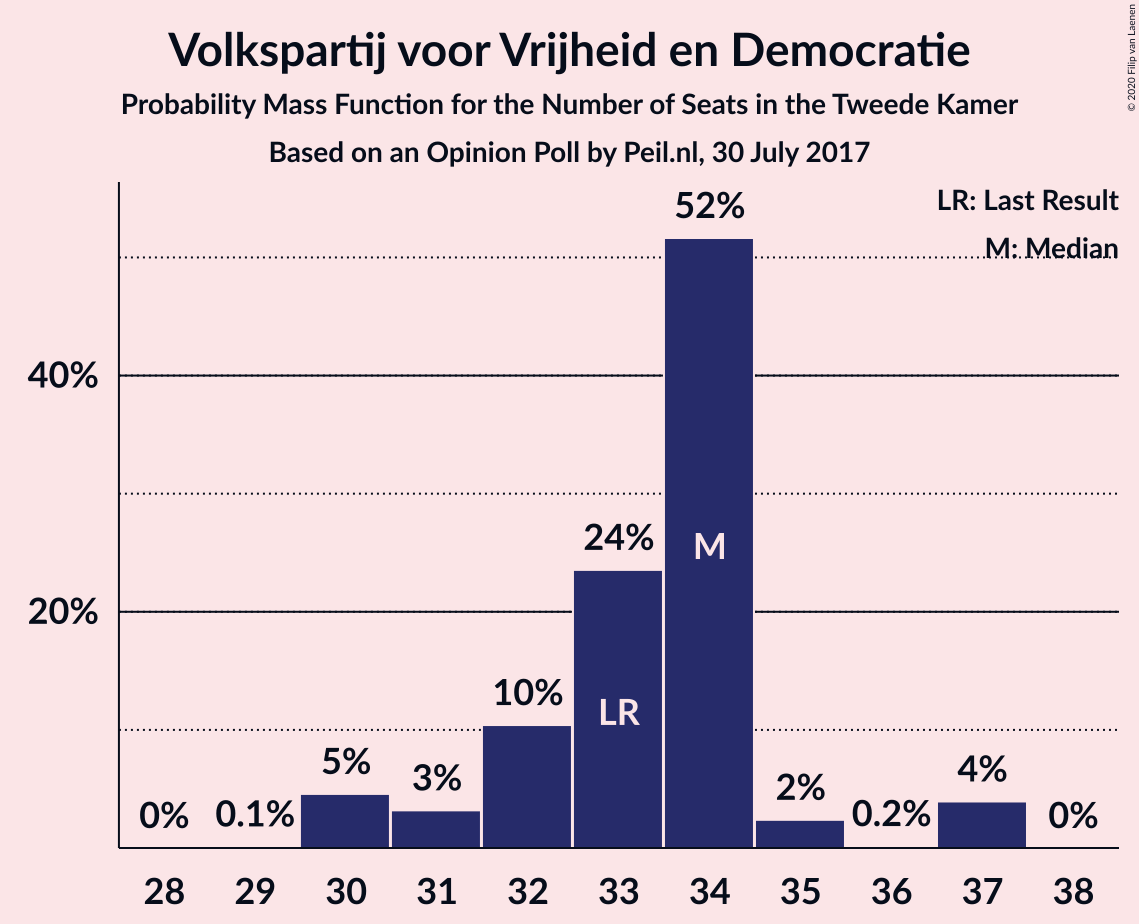 Volkspartij voor Vrijheid en Democratie
Probability Mass Function for the Number of Seats in the Tweede Kamer
Based on an Opinion Poll by Peil.nl, 30 July 2017
© 2020 Filip van Laenen
LR: Last Result
M: Median
40%
20%
0%
0.1%
5%
3%
10%
24%
LR
52%
M
2%
0.2%
4%
0%
28 29 30 31 32 33 34 35 36 37 38